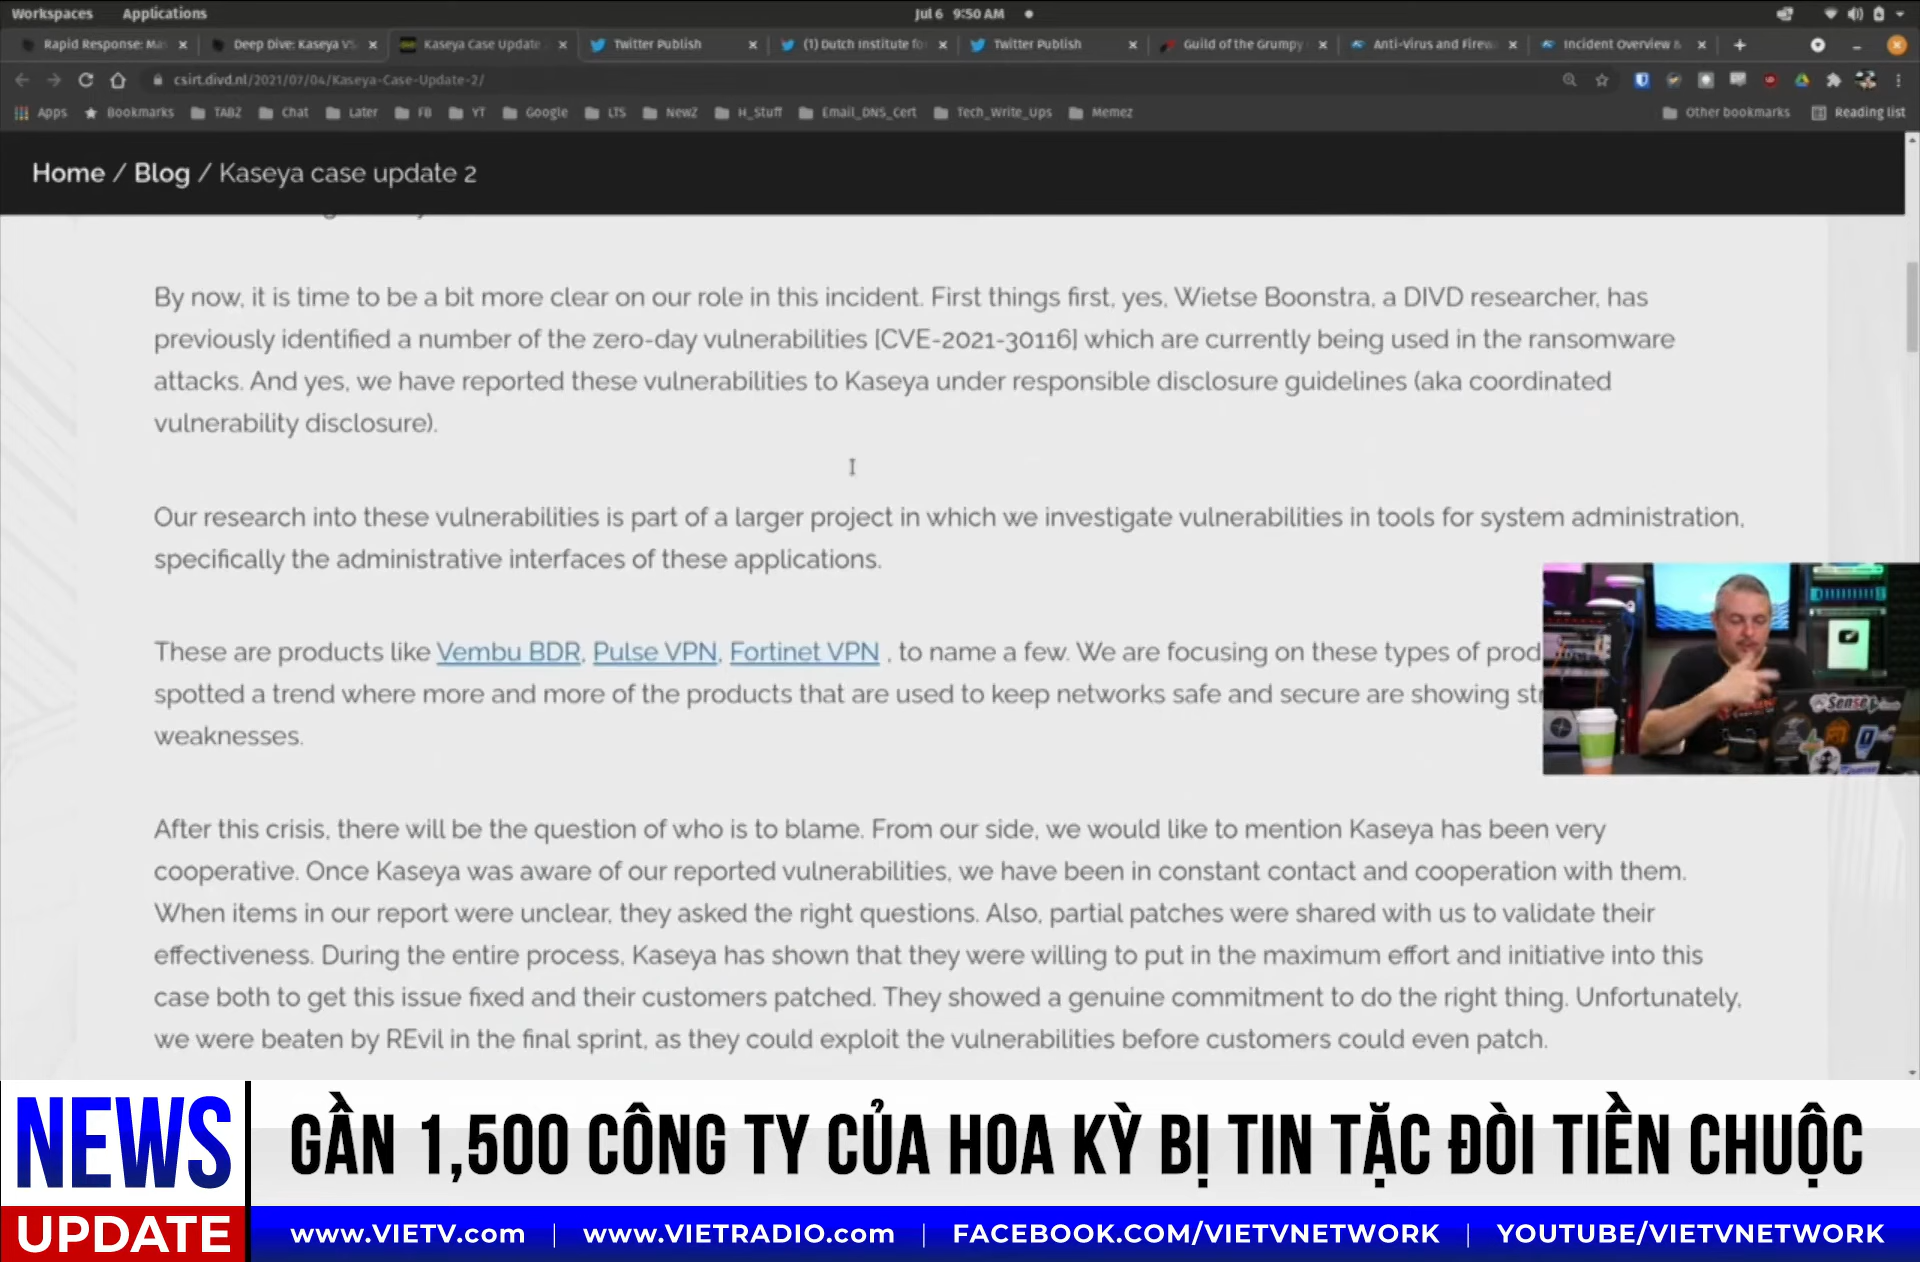 Workspaces Applications Jul 6 9:50 AM
Rapid Response: Deep Dive: Kaseya VS Kaseya Case Update Twitter Publish (1) Dutch Institute fo Twitter Publish Guild of the Grumpy Anti-Virus and Firew Incident Overview &
csirt.divd.nl/2021/07/04/Kaseya-Case-Update-2/
Apps Bookmarks TABZ Chat Later FB YT Google LTS NewZ H_Stuff Email_DNS_Cert Tech_Write_Ups Memez Other bookmarks Reading list
Home / Blog / Kaseya case update 2
By now, it is time to be a bit more clear on our role in this incident. First things first, yes, Wietse Boonstra, a DIVD researcher, has
previously identified a number of the zero-day vulnerabilities [CVE-2021-30116] which are currently being used in the ransomware
attacks. And yes, we have reported these vulnerabilities to Kaseya under responsible disclosure guidelines (aka coordinated
vulnerability disclosure).
Our research into these vulnerabilities is part of a larger project in which we investigate vulnerabilities in tools for system administration,
specifically the administrative interfaces of these applications.
These are products like Vembu BDR, Pulse VPN, Fortinet VPN , to name a few. We are focusing on these types of prod
spotted a trend where more and more of the products that are used to keep networks safe and secure are showing st
weaknesses.
After this crisis, there will be the question of who is to blame. From our side, we would like to mention Kaseya has been very
cooperative. Once Kaseya was aware of our reported vulnerabilities, we have been in constant contact and cooperation with them.
When items in our report were unclear, they asked the right questions. Also, partial patches were shared with us to validate their
effectiveness. During the entire process, Kaseya has shown that they were willing to put in the maximum effort and initiative into this
case both to get this issue fixed and their customers patched. They showed a genuine commitment to do the right thing. Unfortunately,
we were beaten by REvil in the final sprint, as they could exploit the vulnerabilities before customers could even patch.
NEWS
UPDATE
GẦN 1,500 CÔNG TY CỦA HOA KỲ BỊ TIN TẶC ĐÒI TIỀN CHUỘC
www.VIETV.com www.VIETRADIO.com FACEBOOK.COM/VIETVNETWORK YOUTUBE/VIETVNETWORK